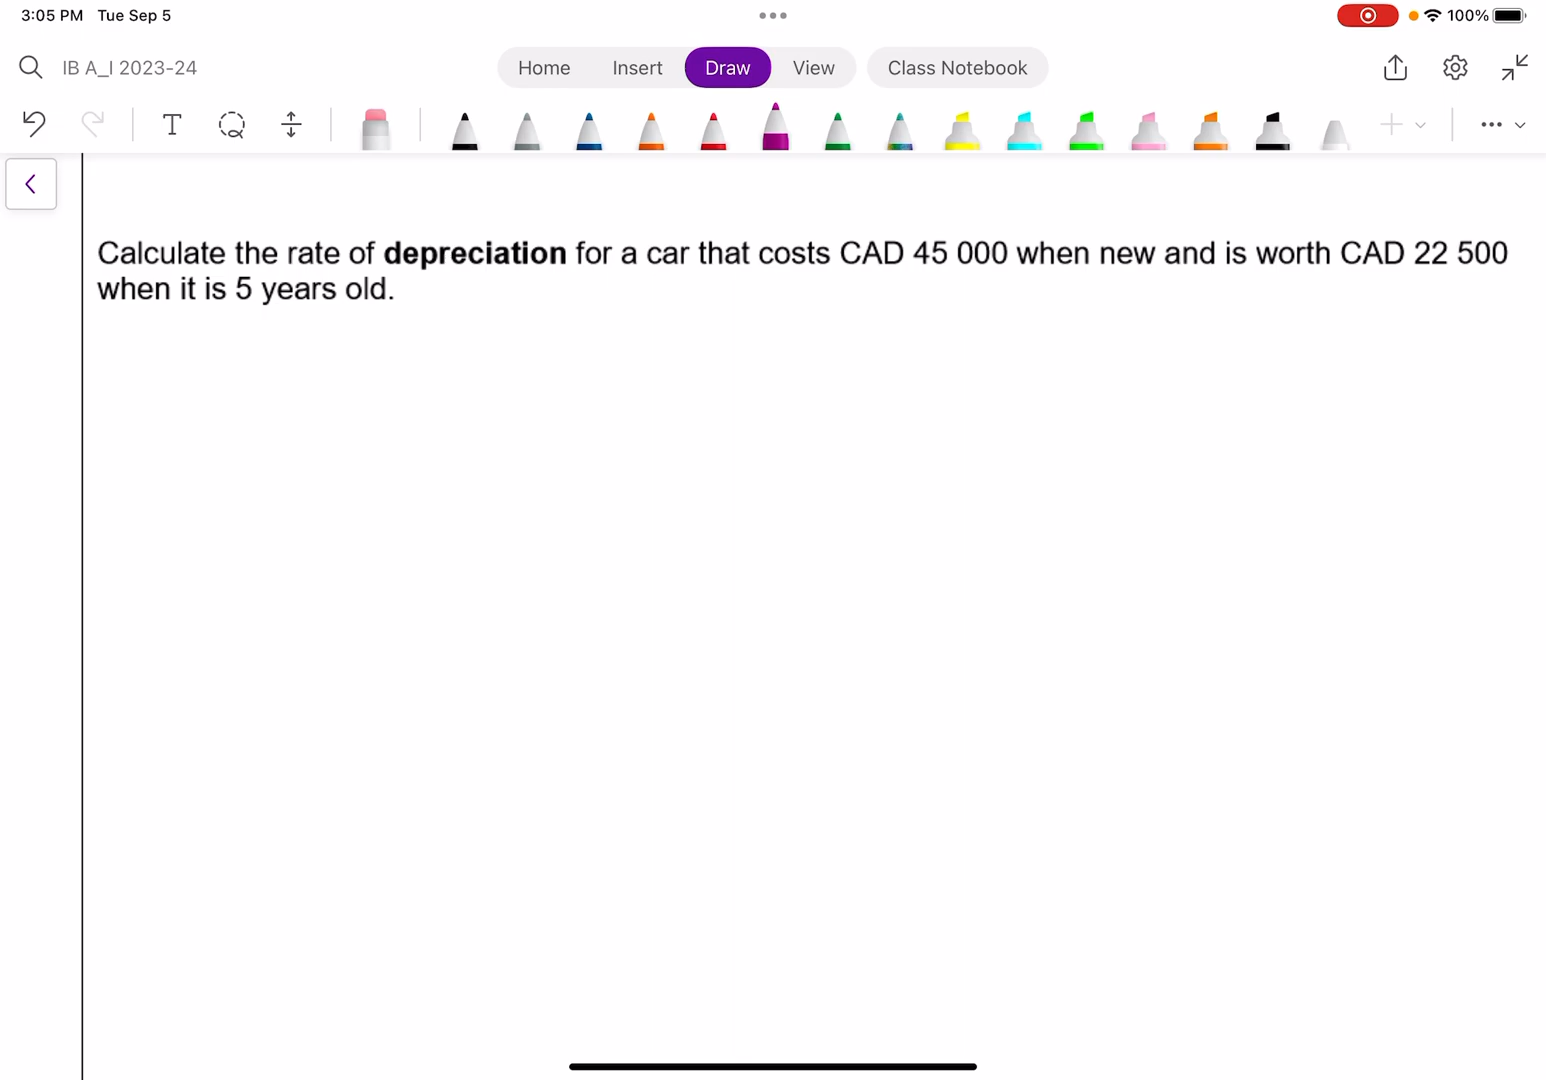 3:05 PM Tue Sep 5
100%
IB A_I 2023-24
Home Insert Draw View Class Notebook
T
Calculate the rate of depreciation for a car that costs CAD 45 000 when new and is worth CAD 22 500
when it is 5 years old.